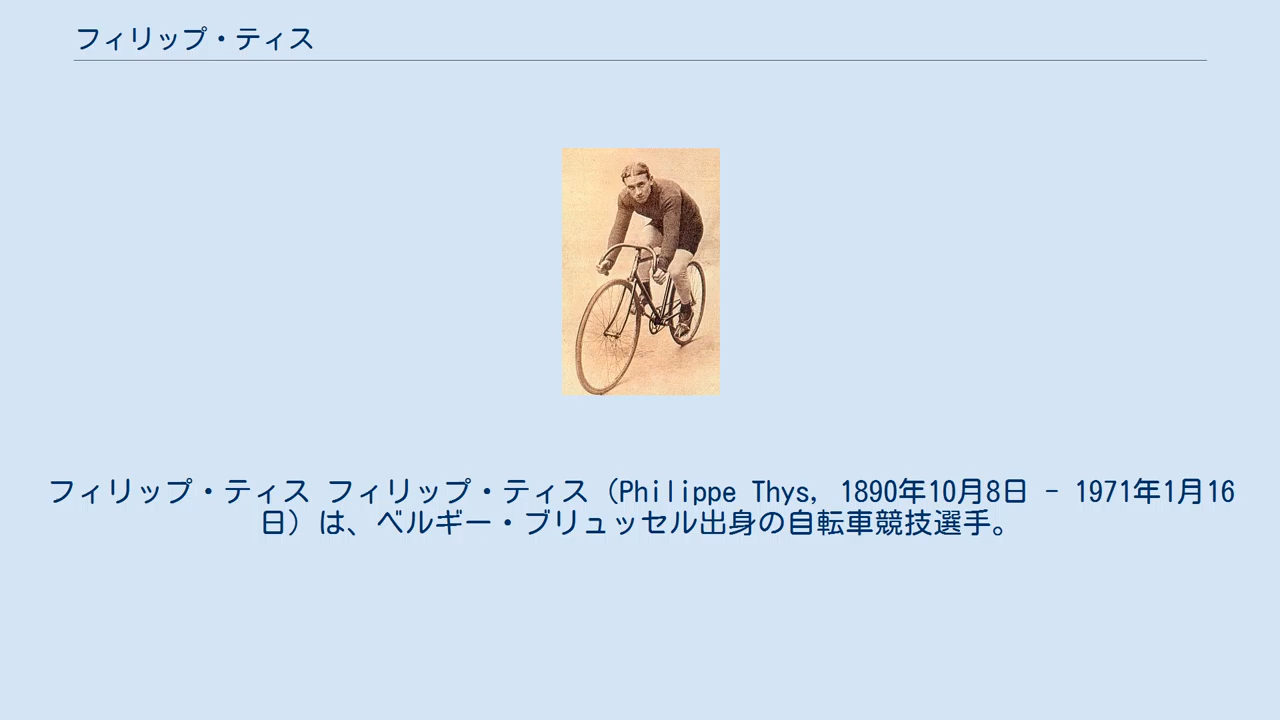 フィリップ・ティス
フィリップ・ティス フィリップ・ティス（Philippe Thys, 1890年10月8日 - 1971年1月16
日）は、ベルギー・ブリュッセル出身の自転車競技選手。